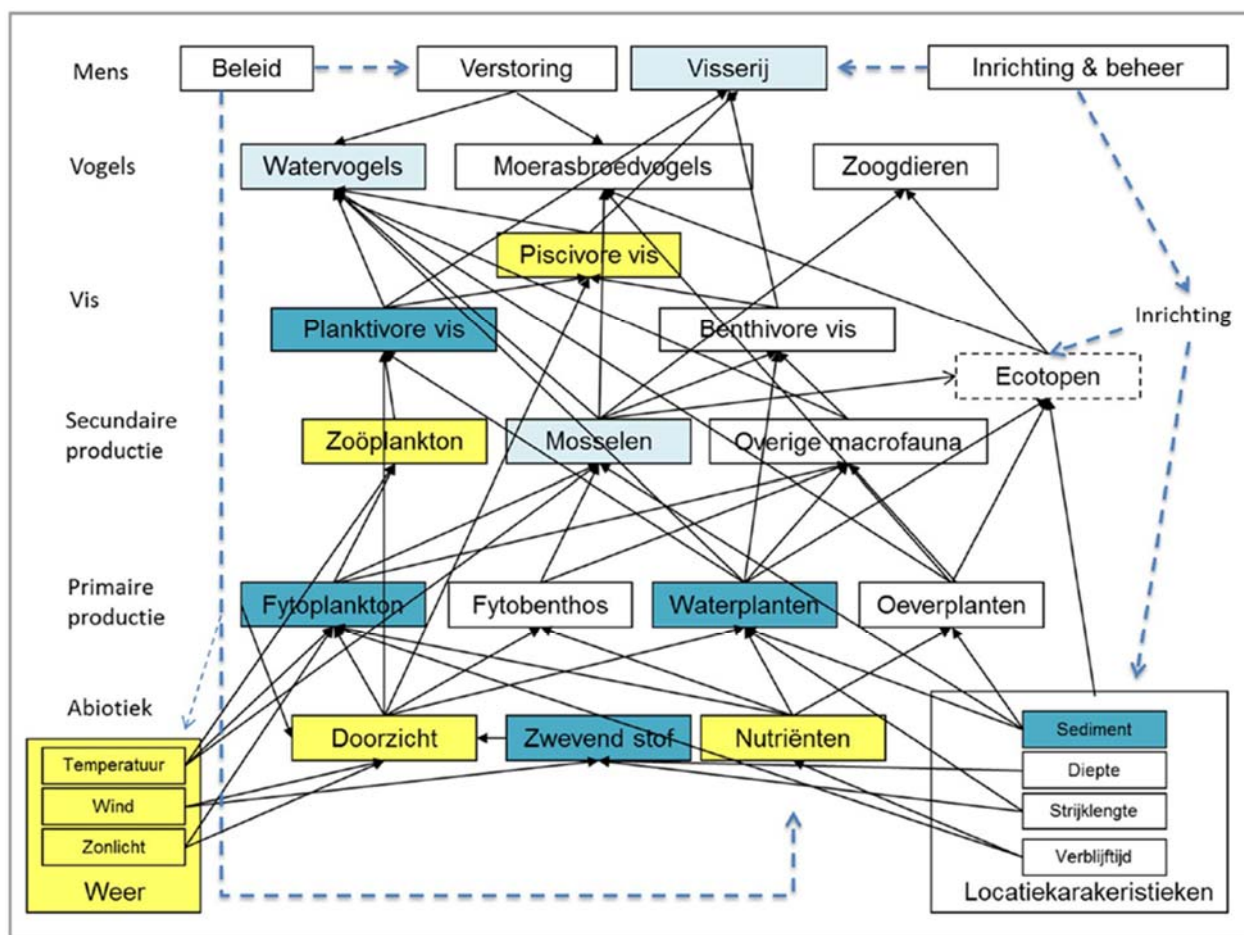 Mens
Beleid
Verstoring
Visserij
Inrichting & beheer
Vogels
Watervogels
Moerasbroedvogels
Zoogdieren
Piscivore vis
Vis
Planktivore vis
Benthivore vis
Inrichting
Ecotopen
Secundaire
productie
Zoöplankton
Mosselen
Overige macrofauna
Primaire
productie
Fytoplankton
Fytobenthos
Waterplanten
Oeverplanten
Abiotiek
Doorzicht
Zwevend stof
Nutriënten
Sediment
Temperatuur
Diepte
Wind
Strijklengte
Zonlicht
Verblijftijd
Weer
Locatiekarakeristieken